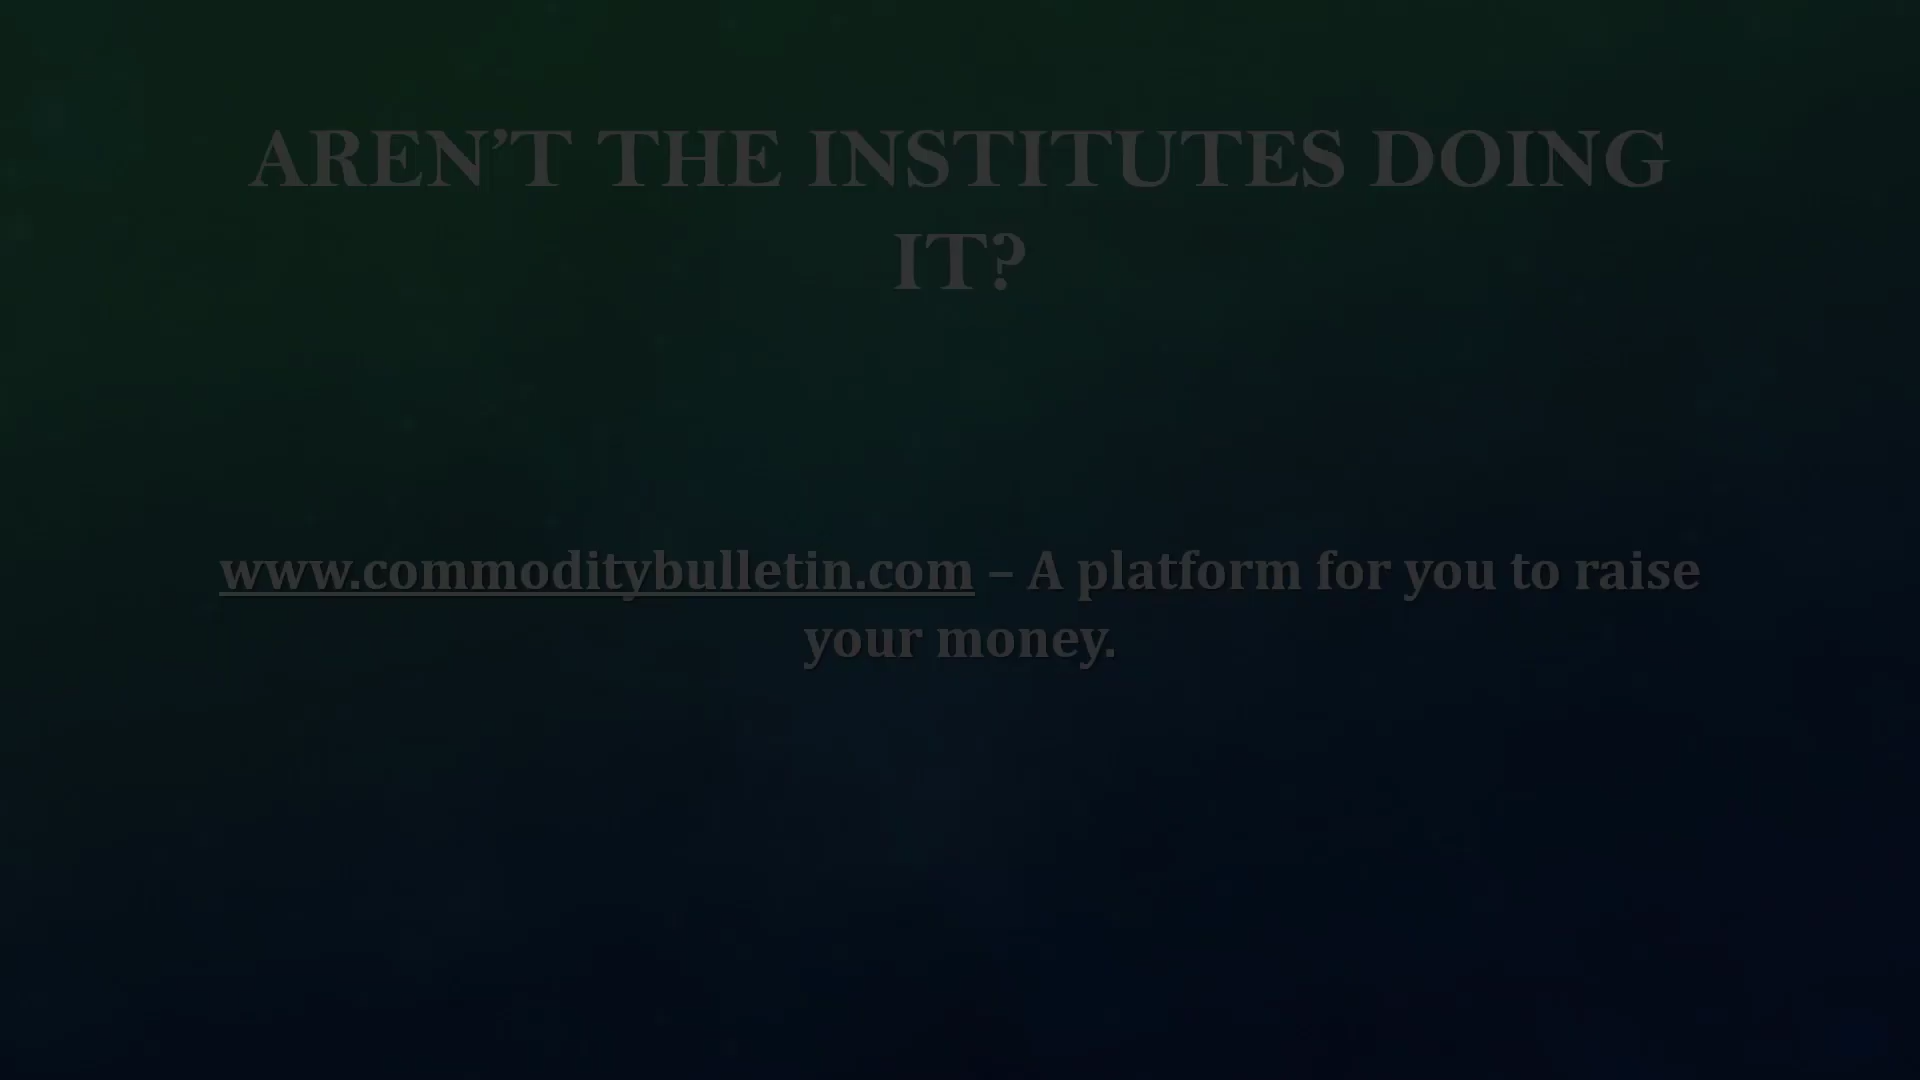 AREN’T THE INSTITUTES DOING
IT?
www.commoditybulletin.com – A platform for you to raise
your money.